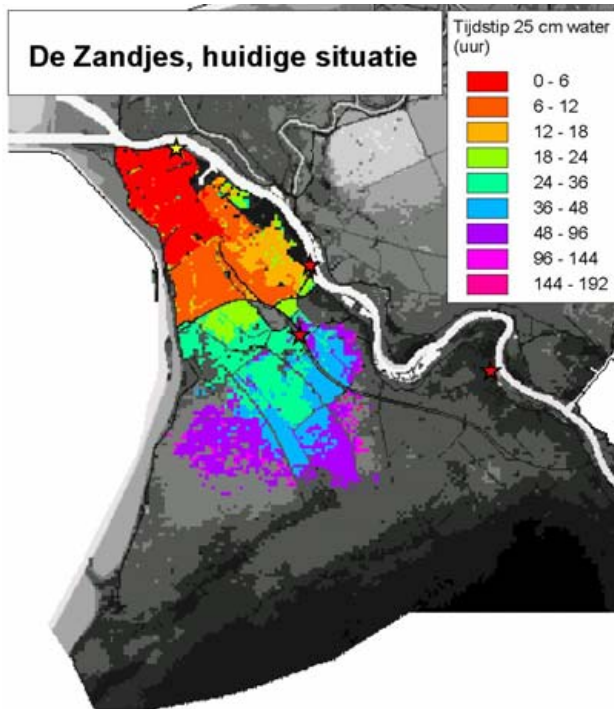 De Zandjes, huidige situatie
Tijdstip 25 cm water
(uur)
0 - 6
6 - 12
12 - 18
18 - 24
24 - 36
36 - 48
48 - 96
96 - 144
144 - 192